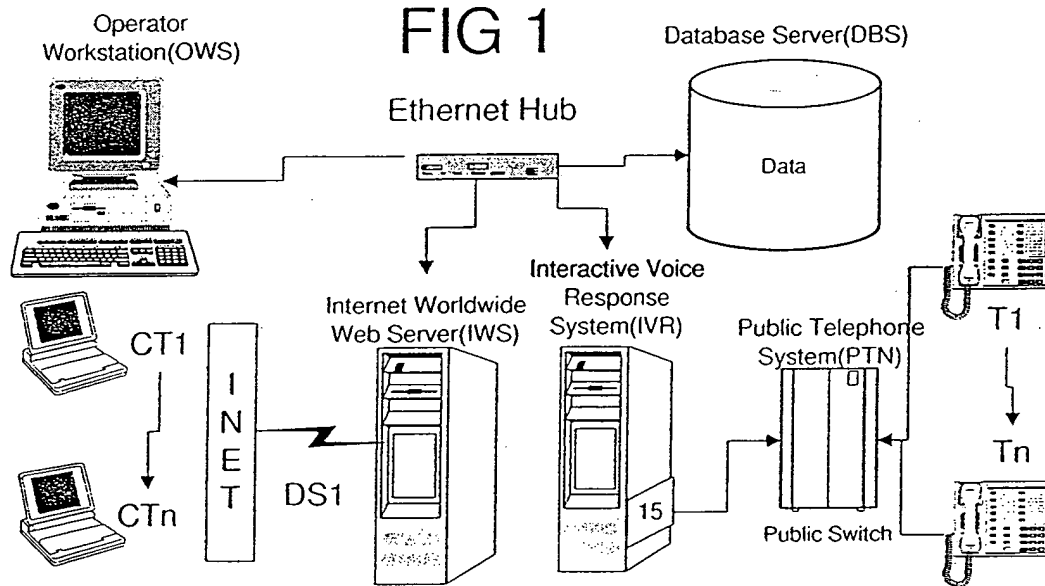 FIG 1
Operator
Workstation(OWS)
Database Server(DBS)
Ethernet Hub
Data
Internet Worldwide
Web Server(IWS)
Interactive Voice
Response
System(IVR)
Public Telephone
System(PTN)
T1
Tn
CT1
CTn
INET
DS1
15
Public Switch